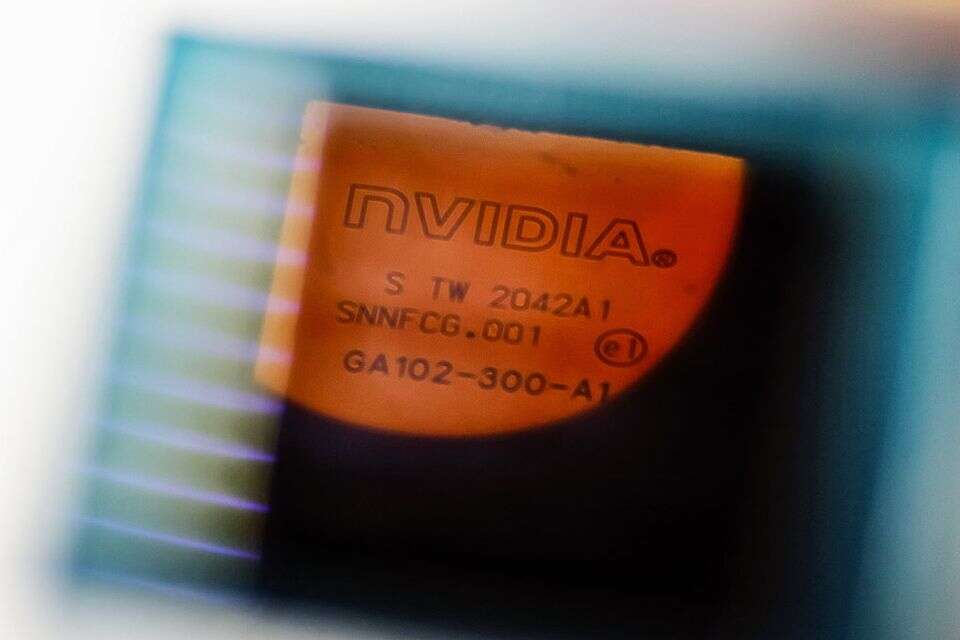 NVIDIA®
S TW 2042A1
SNNFCG.001
e1
GA102-300-A1